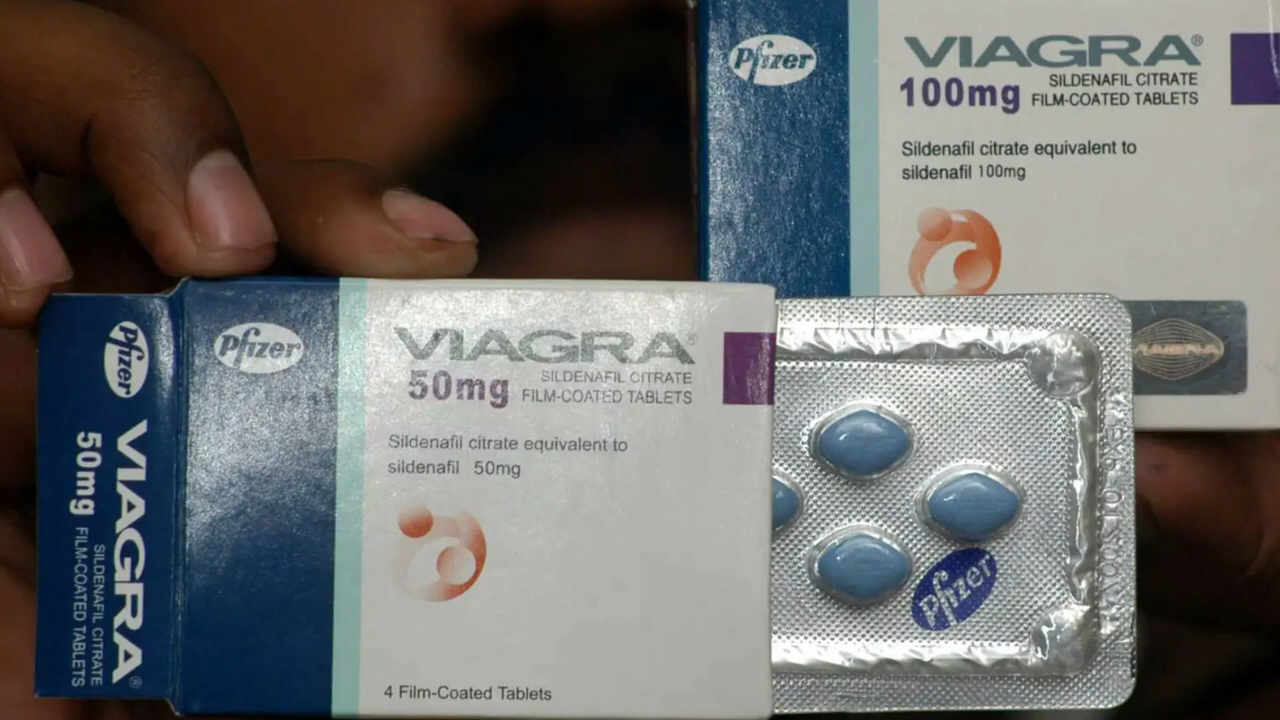 Pfizer
VIAGRA®
100mg SILDENAFIL CITRATE
FILM-COATED TABLETS
Sildenafil citrate equivalent to
sildenafil 100mg
Pfizer
VIAGRA®
50mg SILDENAFIL CITRATE
FILM-COATED TABLETS
Sildenafil citrate equivalent to
sildenafil 50mg
4 Film-Coated Tablets
Pfizer
VIAGRA®
50mg SILDENAFIL CITRATE
FILM-COATED TABLETS
Pfizer